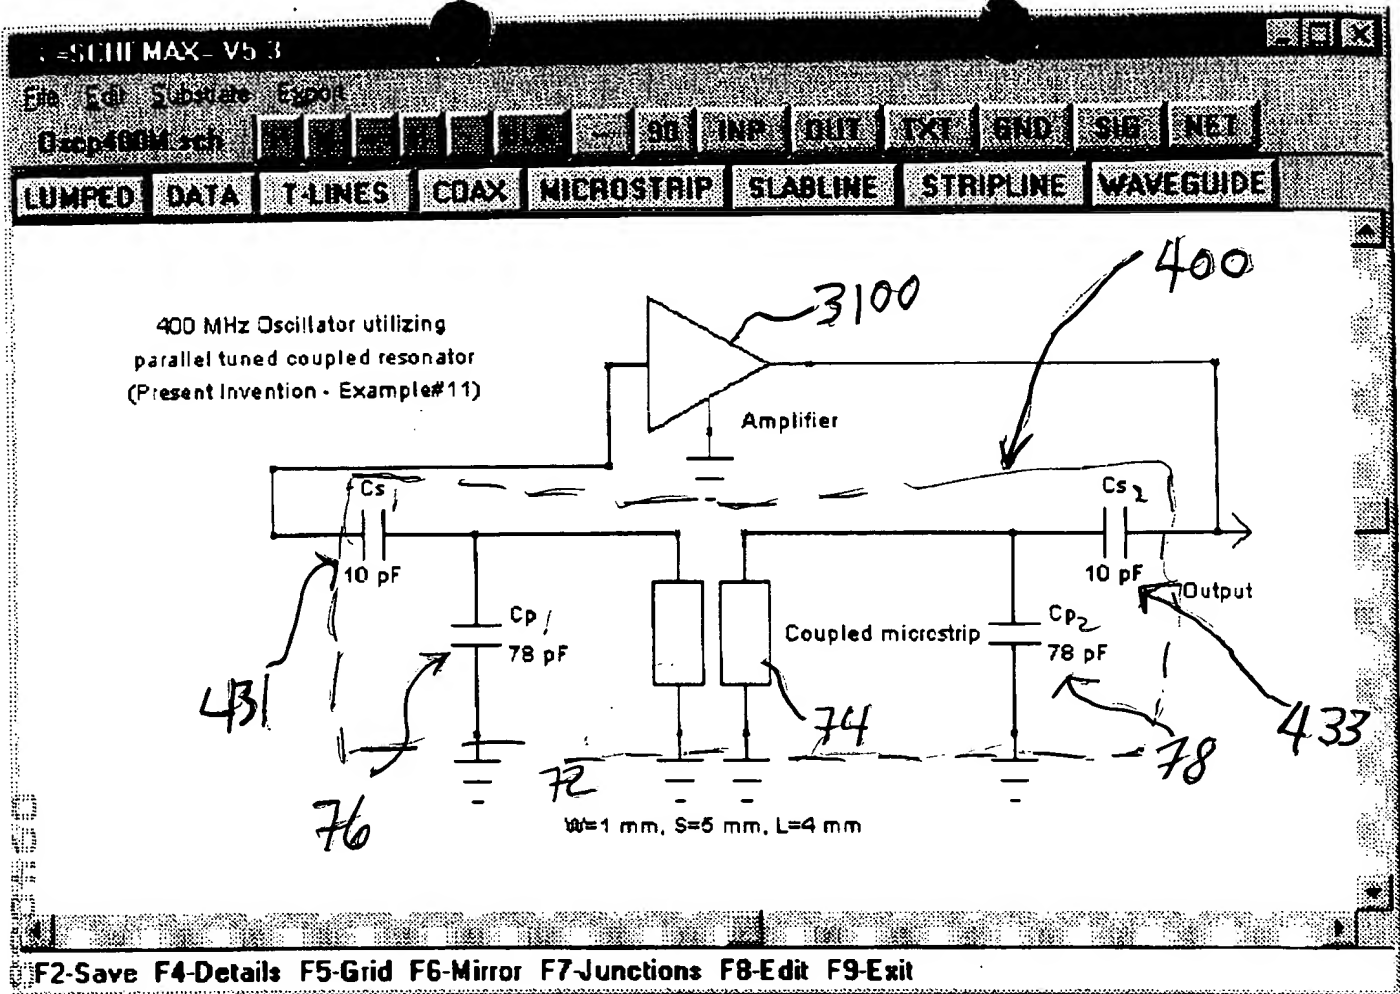 =SCHEMAX= V5.3
File Edit Substrate Export
Oscp400M.sch
90 INP OUT TXT GND SIG NET
LUMPED DATA T-LINES COAX MICROSTRIP SLABLINE STRIPLINE WAVEGUIDE
400
3100
400 MHz Oscillator utilizing
parallel tuned coupled resonator
(Present Invention - Example#11)
Amplifier
Cs1
10 pF
Cs2
10 pF
Output
Cp1
78 pF
Coupled microstrip
Cp2
78 pF
431
74
433
76
72
78
W=1 mm, S=5 mm, L=4 mm
F2-Save F4-Details F5-Grid F6-Mirror F7-Junctions F8-Edit F9-Exit